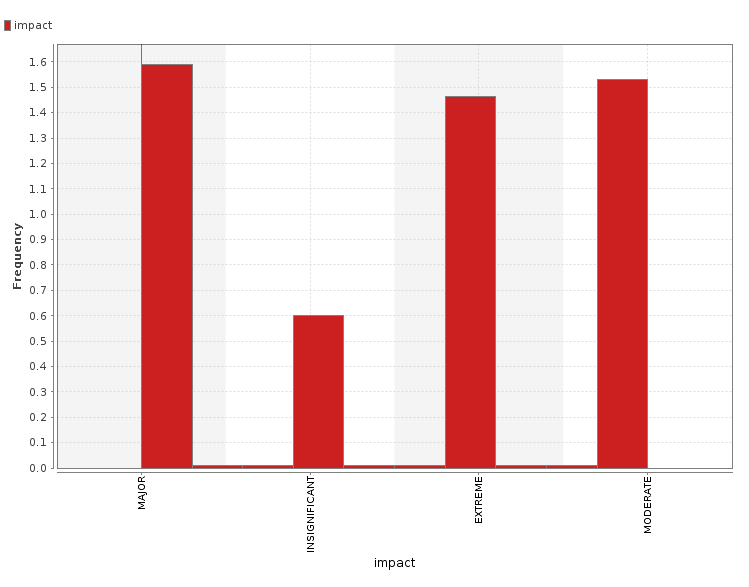 impact
1.6
1.5
1.4
1.3
1.2
1.1
1.0
0.9
0.8
0.7
0.6
0.5
0.4
0.3
0.2
0.1
0.0
Frequency
MAJOR
INSIGNIFICANT
EXTREME
MODERATE
impact